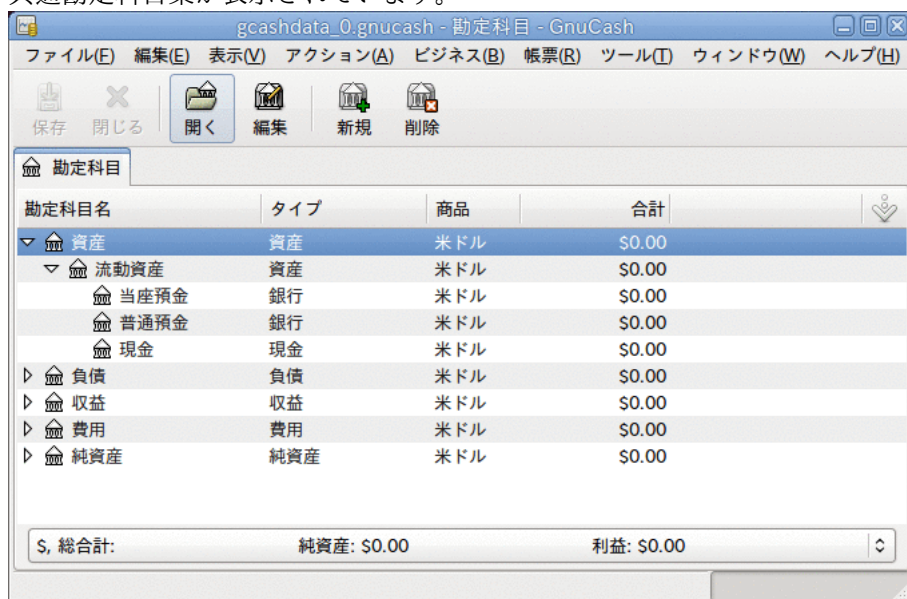 gcashdata_0.gnucash - 勘定科目 - GnuCash
ファイル(F) 編集(E) 表示(V) アクション(A) ビジネス(B) 帳票(R) ツール(T) ウィンドウ(W) ヘルプ(H)
保存 閉じる 開く 編集 新規 削除
勘定科目
勘定科目名 タイプ 商品 合計
資産 資産 米ドル $0.00
流動資産 資産 米ドル $0.00
当座預金 銀行 米ドル $0.00
普通預金 銀行 米ドル $0.00
現金 現金 米ドル $0.00
負債 負債 米ドル $0.00
収益 収益 米ドル $0.00
費用 費用 米ドル $0.00
純資産 純資産 米ドル $0.00
$, 総合計: 純資産: $0.00 利益: $0.00